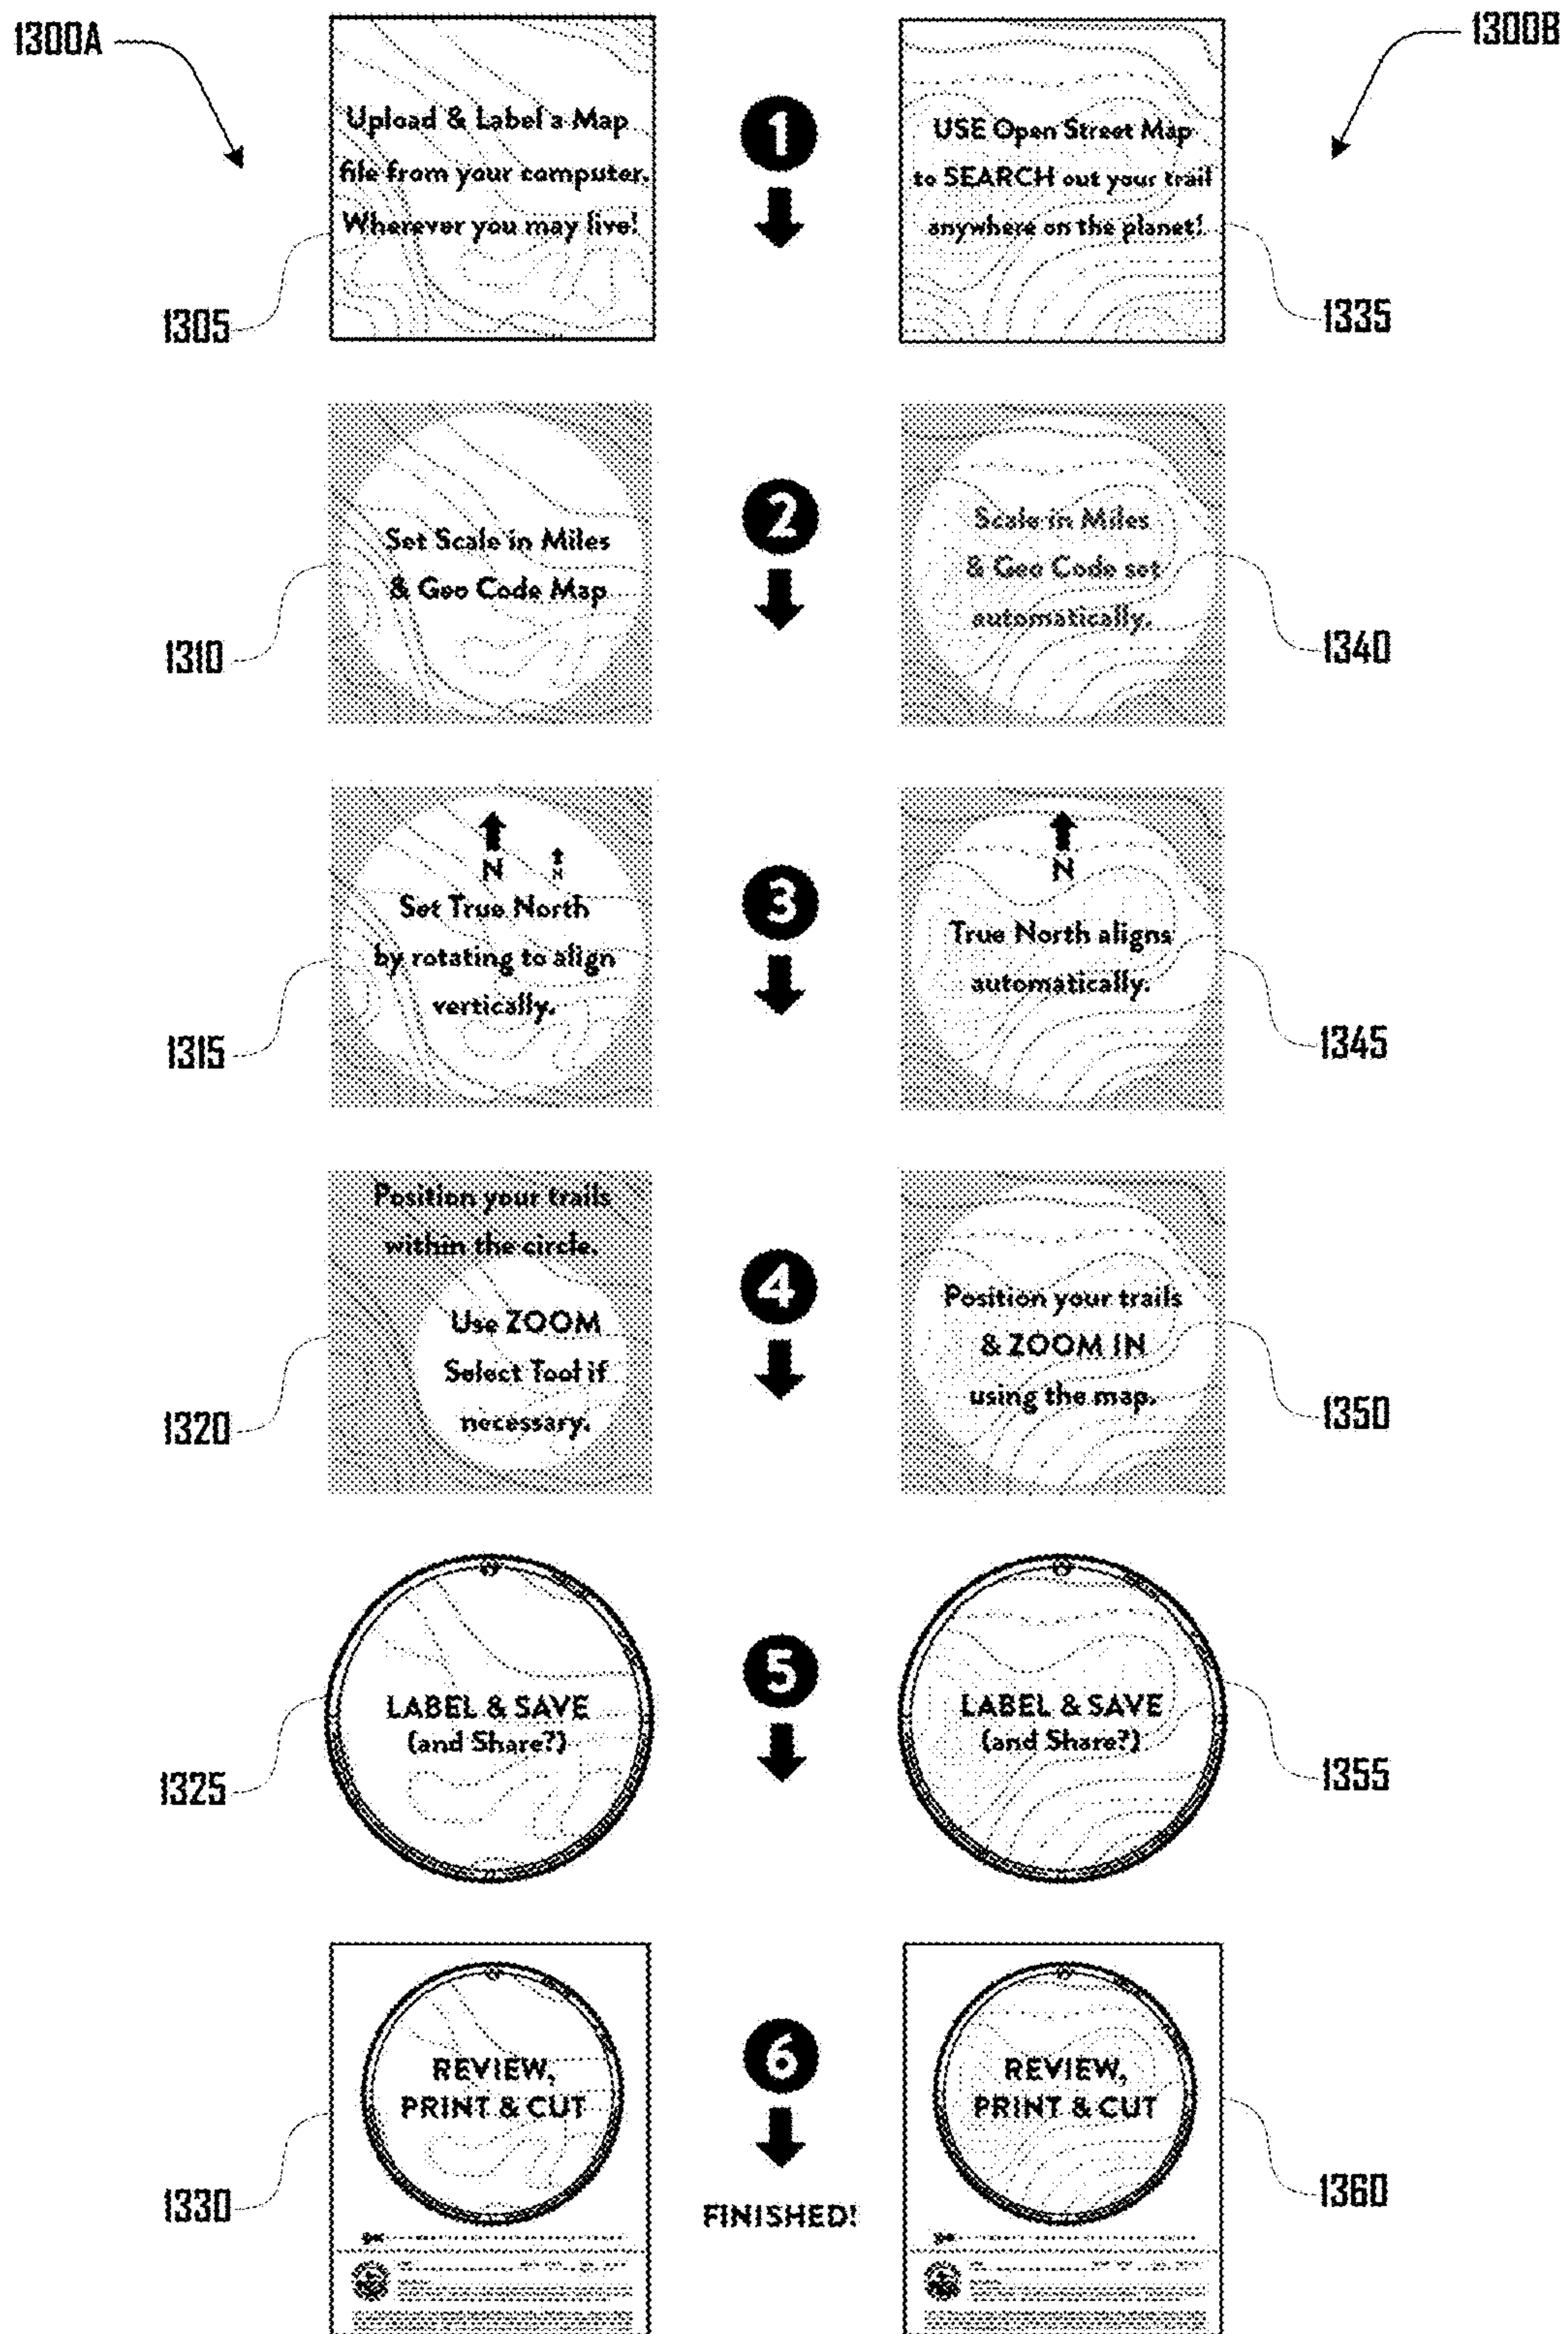 1300A
1300B
Upload & Label a Map
file from your computer.
Wherever you may live!
1305
1
USE Open Street Map
to SEARCH out your trail
anywhere on the planet!
1335
Set Scale in Miles
& Geo Code Map
1310
2
Scale in Miles
& Geo Code set
automatically.
1340
N
N
Set True North
by rotating to align
vertically.
1315
3
N
True North aligns
automatically.
1345
Position your trails
within the circle.
Use ZOOM
Select Tool if
necessary.
1320
4
Position your trails
& ZOOM IN
using the map.
1350
LABEL & SAVE
(and Share?)
1325
5
LABEL & SAVE
(and Share?)
1355
REVIEW,
PRINT & CUT
1330
6
FINISHED!
REVIEW,
PRINT & CUT
1360